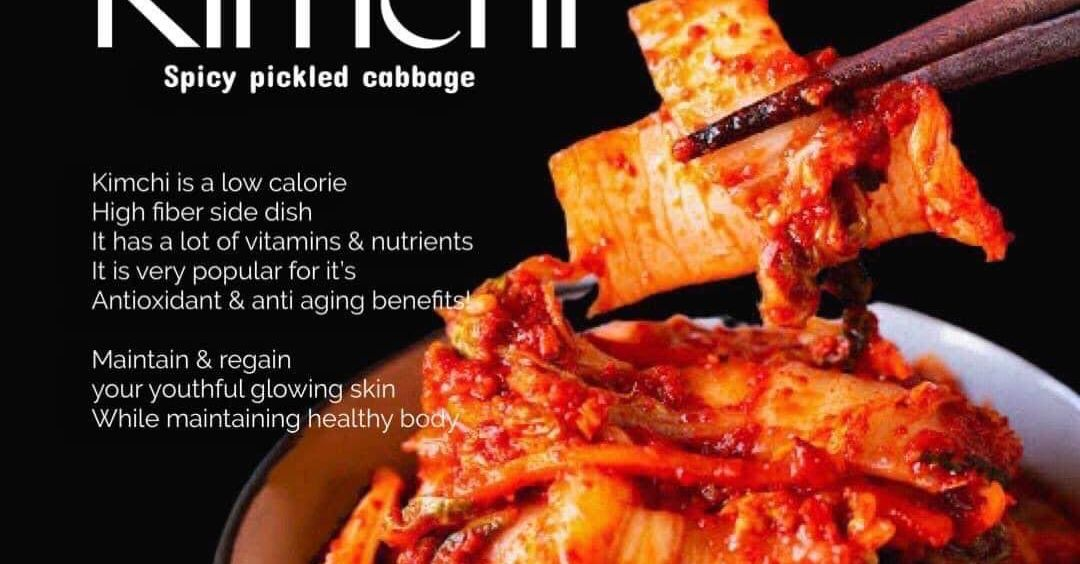 Kimchi
Spicy pickled cabbage
Kimchi is a low calorie
High fiber side dish
It has a lot of vitamins & nutrients
It is very popular for it's
Antioxidant & anti aging benefits!
Maintain & regain
your youthful glowing skin
While maintaining healthy body